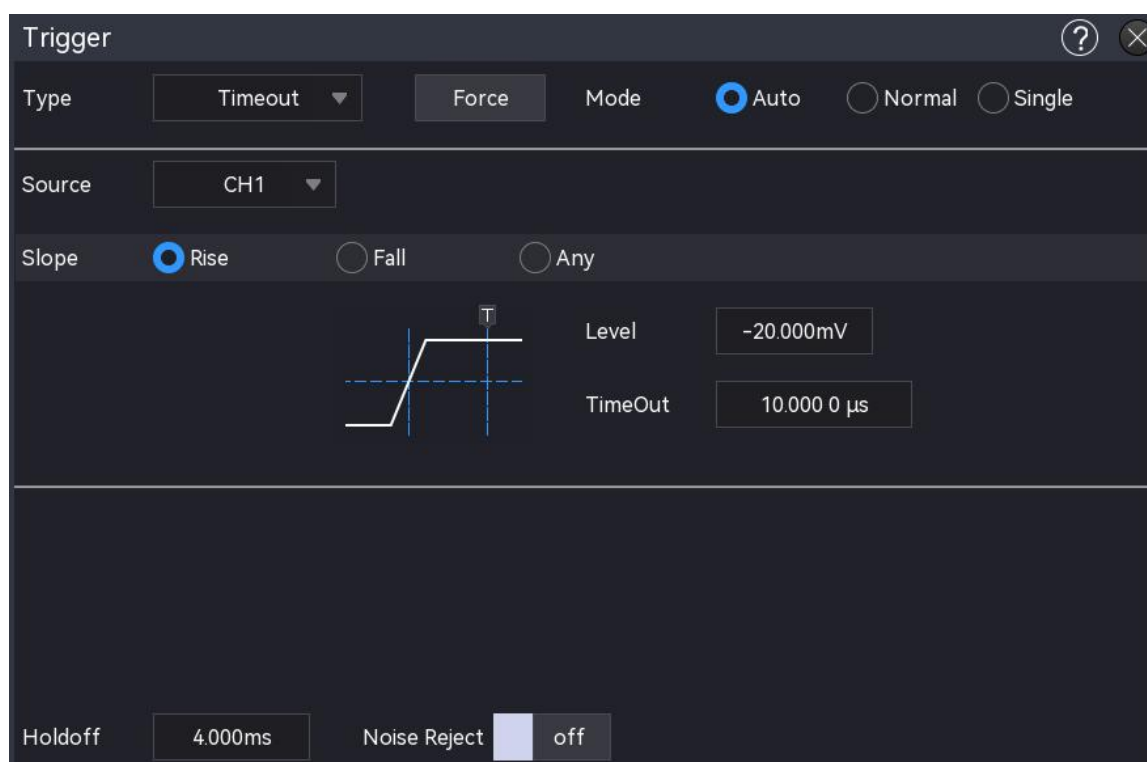 Trigger ?
Type Timeout Force Mode Auto Normal Single
Source CH1
Slope Rise Fall Any
T
Level -20.000mV
TimeOut 10.000 0 µs
Holdoff 4.000ms Noise Reject off